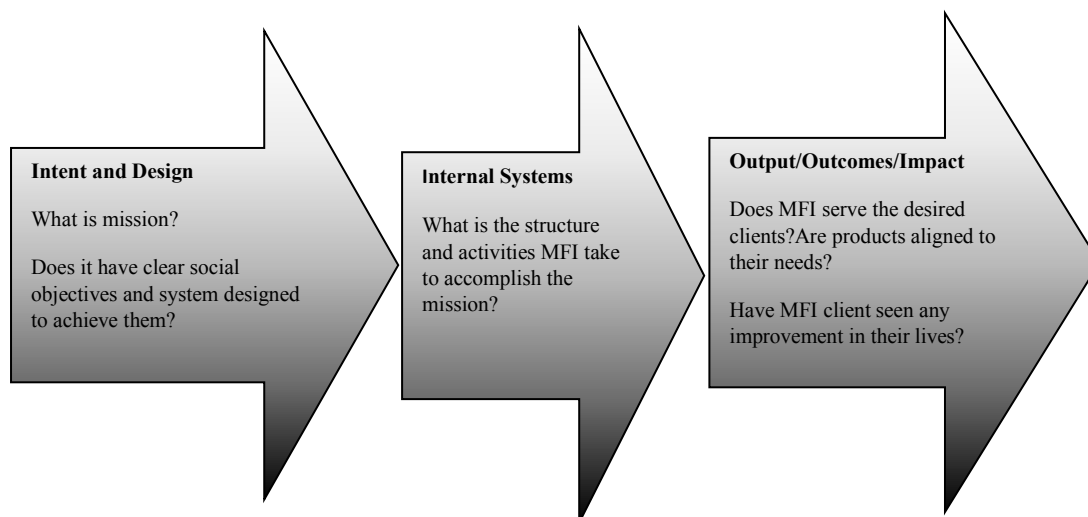 Intent and Design
What is mission?
Does it have clear social
objectives and system designed
to achieve them?
Internal Systems
What is the structure
and activities MFI take
to accomplish the
mission?
Output/Outcomes/Impact
Does MFI serve the desired
clients?Are products aligned to
their needs?
Have MFI client seen any
improvement in their lives?